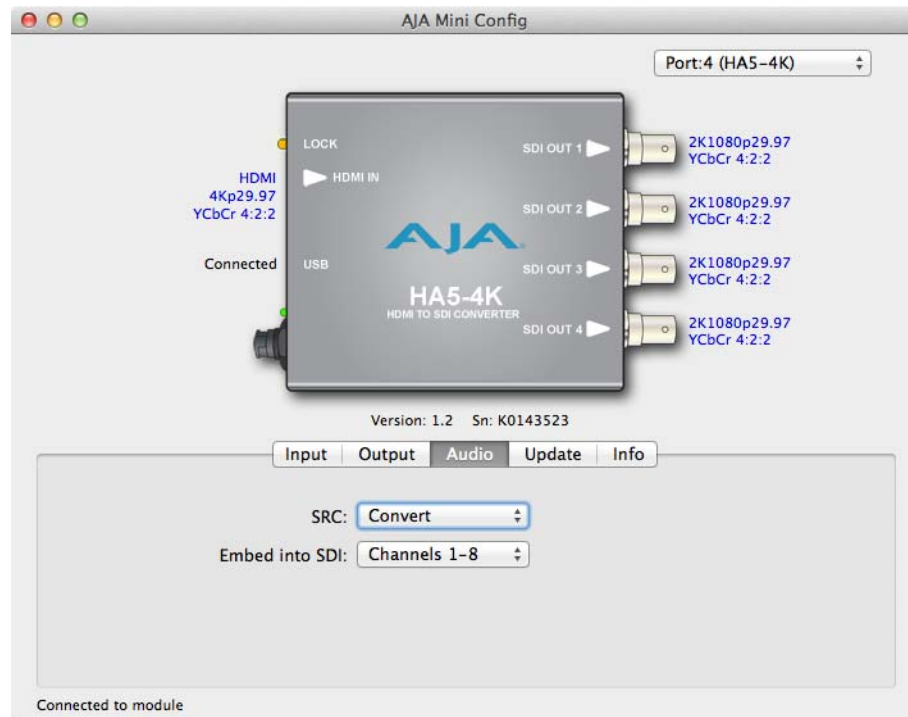 AJA Mini Config
Port:4 (HA5-4K)
LOCK
HDMI IN
HDMI
4Kp29.97
YCbCr 4:2:2
Connected
USB
AJA
HA5-4K
HDMI TO SDI CONVERTER
SDI OUT 1
2K1080p29.97
YCbCr 4:2:2
SDI OUT 2
2K1080p29.97
YCbCr 4:2:2
SDI OUT 3
2K1080p29.97
YCbCr 4:2:2
SDI OUT 4
2K1080p29.97
YCbCr 4:2:2
Version: 1.2 Sn: K0143523
Input Output Audio Update Info
SRC: Convert
Embed into SDI: Channels 1-8
Connected to module